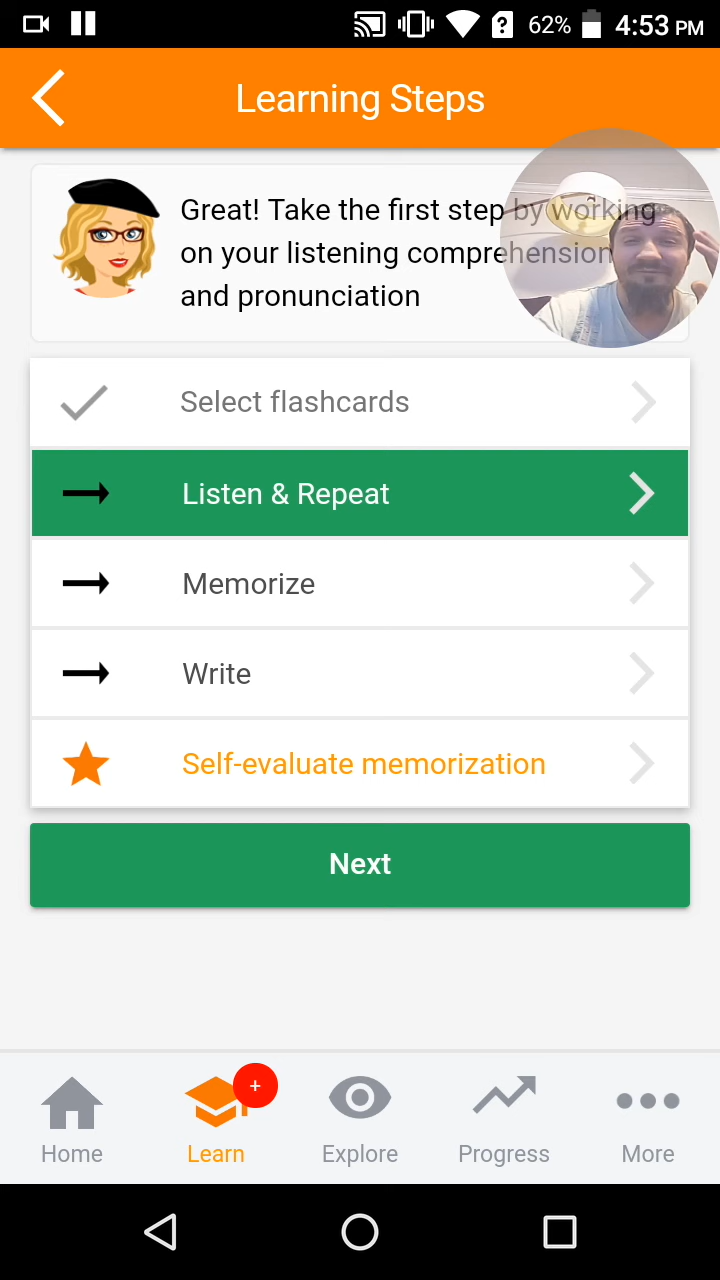 62% 4:53 PM
Learning Steps
Great! Take the first step by working
on your listening comprehension
and pronunciation
Select flashcards
Listen & Repeat
Memorize
Write
Self-evaluate memorization
Next
+
Home Learn Explore Progress More